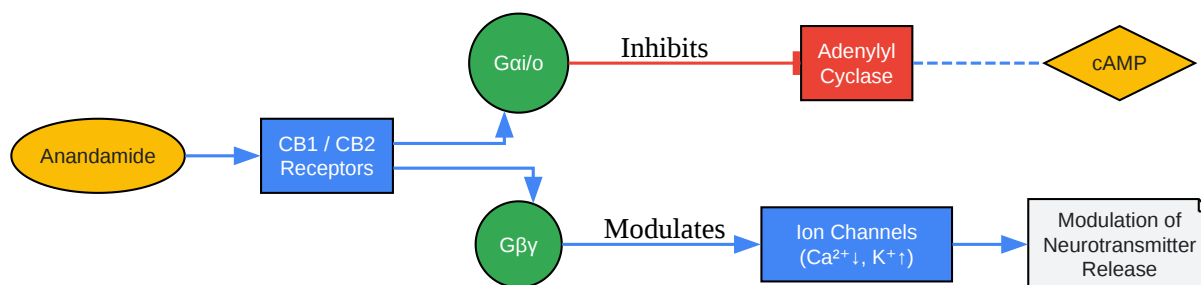 Gαi/o
Inhibits
Adenylyl
Cyclase
cAMP
Anandamide
CB1 / CB2
Receptors
Gβγ
Modulates
Ion Channels
(Ca²⁺↓, K⁺↑)
Modulation of
Neurotransmitter
Release